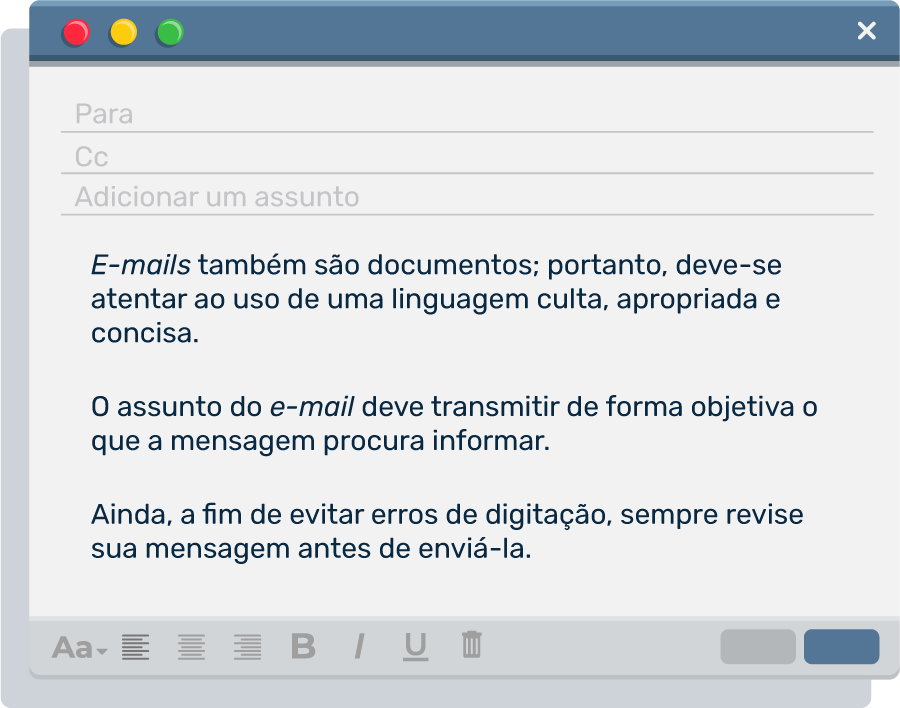 Para
Cc
Adicionar um assunto
E-mails também são documentos; portanto, deve-se
atentar ao uso de uma linguagem culta, apropriada e
concisa.
O assunto do e-mail deve transmitir de forma objetiva o
que a mensagem procura informar.
Ainda, a fim de evitar erros de digitação, sempre revise
sua mensagem antes de enviá-la.
Aa B I U